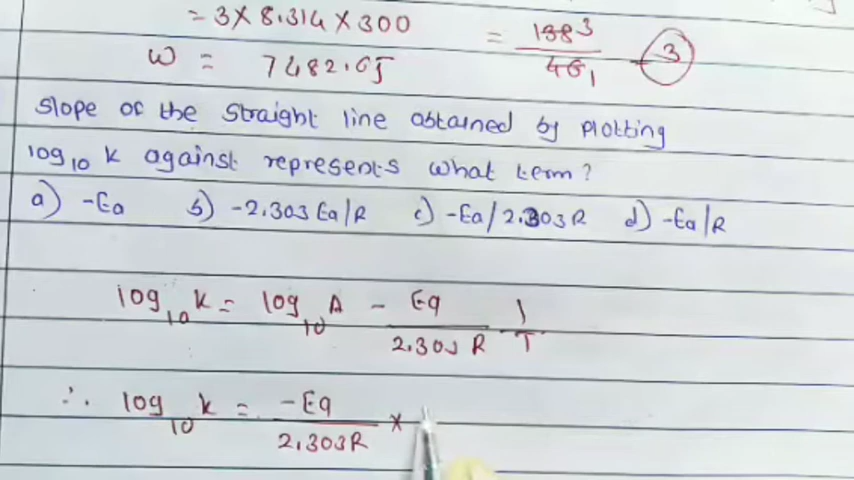 = 3 × 8.314 × 300 = 1383 / 461 — 3
w = 7482.6J
slope of the straight line obtained by plotting
log₁₀ k against represents what term?
a) -Ea b) -2.303 Ea/R c) -Ea/2.303R d) -Ea/R
log₁₀ k = log₁₀ A - Ea / 2.303 R 1 / T
∴ log₁₀ k = -Ea / 2.303R ×